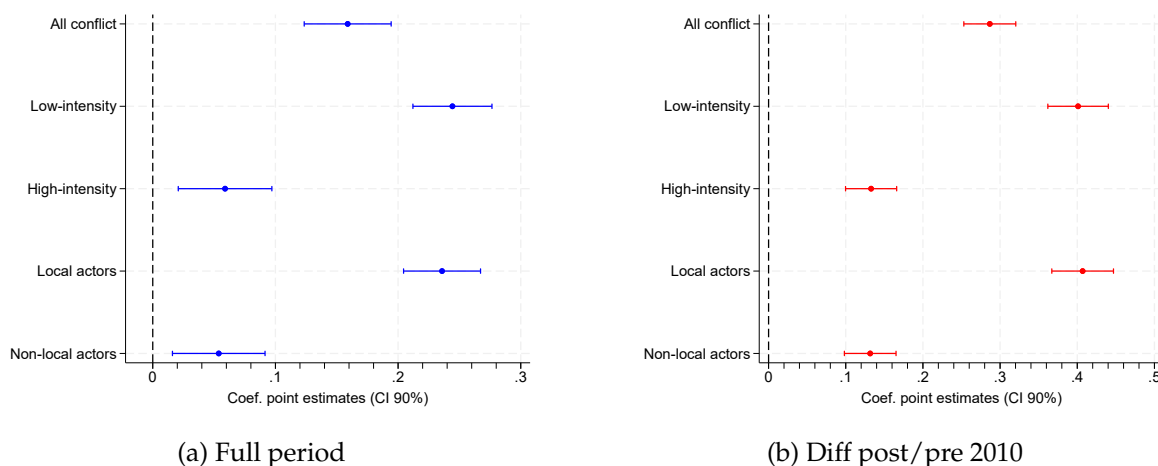 All conflict
Low-intensity
High-intensity
Local actors
Non-local actors
0 .1 .2 .3
Coef. point estimates (CI 90%)
(a) Full period
All conflict
Low-intensity
High-intensity
Local actors
Non-local actors
0 .1 .2 .3 .4 .5
Coef. point estimates (CI 90%)
(b) Diff post/pre 2010